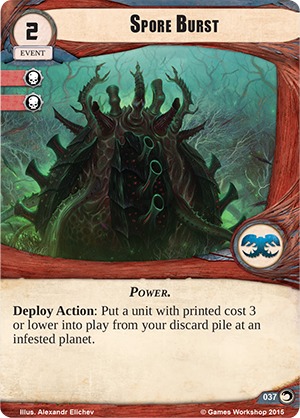 2
Spore Burst
EVENT
Power.
Deploy Action: Put a unit with printed cost 3
or lower into play from your discard pile at an
infested planet.
037
Illus. Alexandr Elichev
© Games Workshop 2015